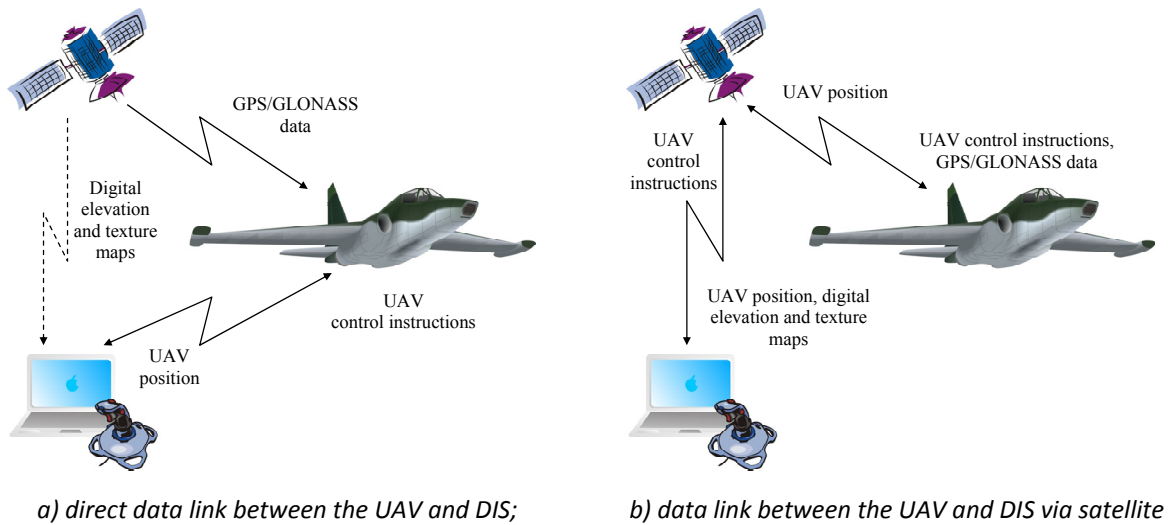 GPS/GLONASS
data
Digital
elevation
and texture
maps
UAV
control instructions
UAV
position
a) direct data link between the UAV and DIS;
UAV position
UAV
control
instructions
UAV control instructions,
GPS/GLONASS data
UAV position, digital
elevation and texture
maps
b) data link between the UAV and DIS via satellite